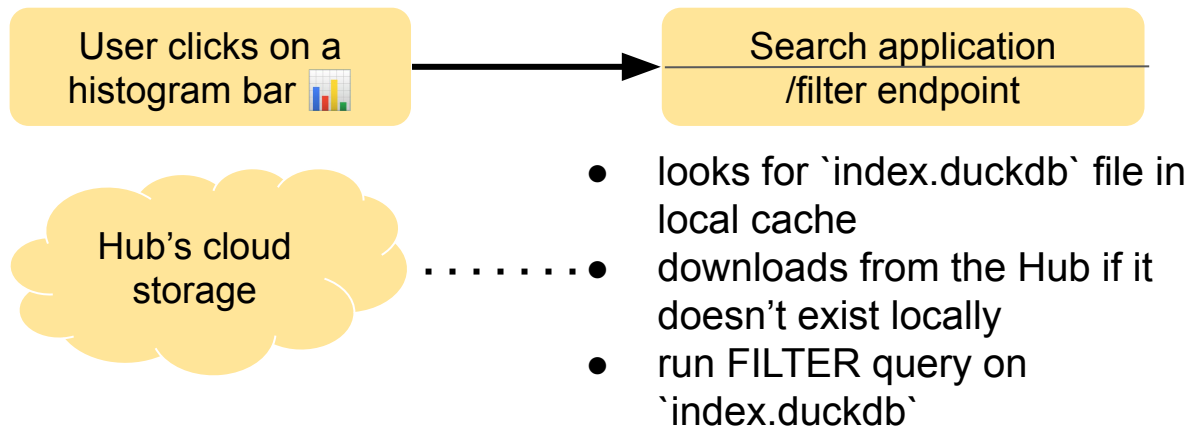 User clicks on a
histogram bar 📊
Search application
/filter endpoint
Hub’s cloud
storage
● looks for `index.duckdb` file in
local cache
● downloads from the Hub if it
doesn’t exist locally
● run FILTER query on
`index.duckdb`